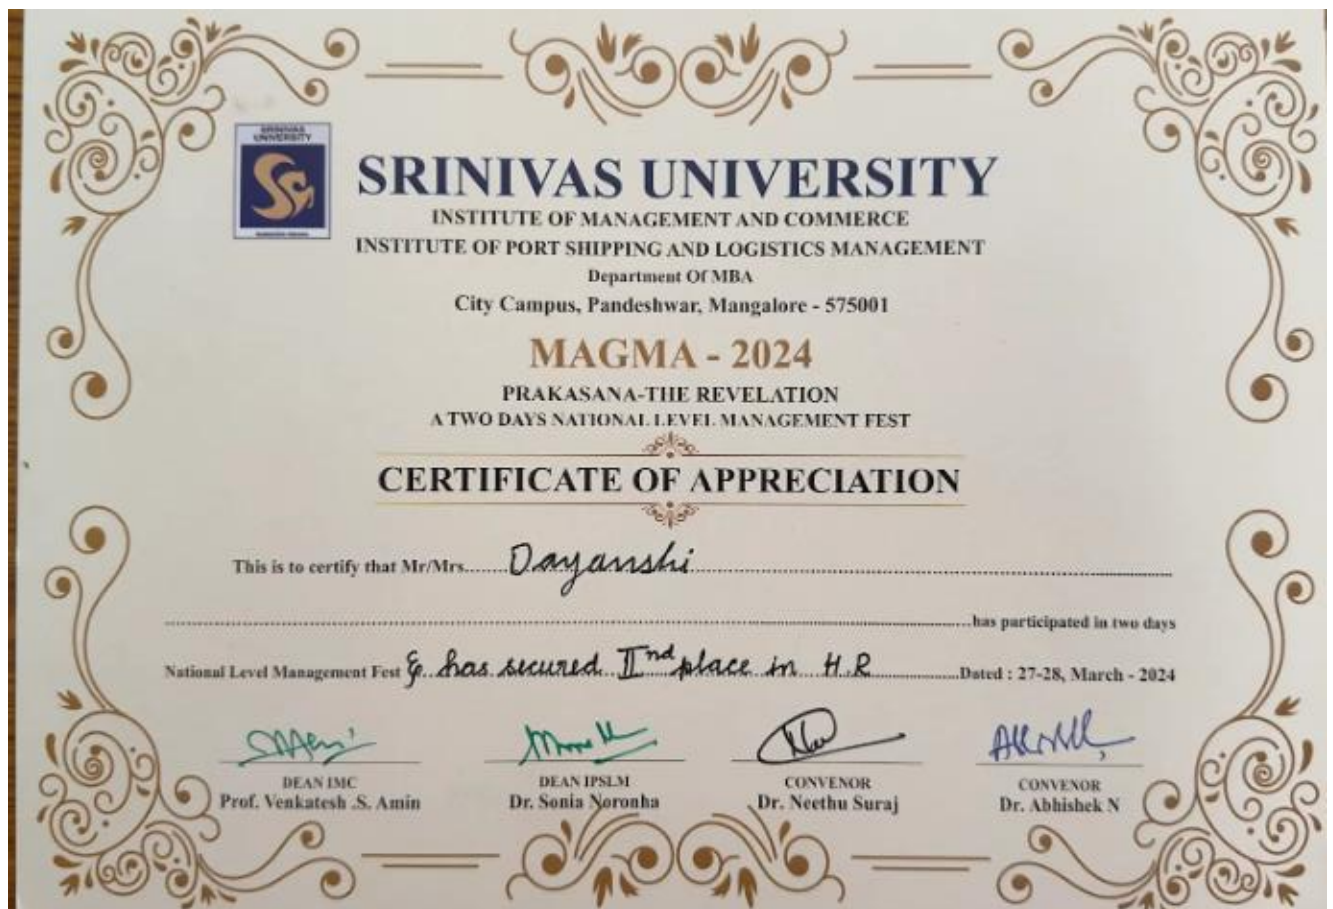 SRINIVAS
UNIVERSITY
SRINIVAS UNIVERSITY
INSTITUTE OF MANAGEMENT AND COMMERCE
INSTITUTE OF PORT SHIPPING AND LOGISTICS MANAGEMENT
Department Of MBA
City Campus, Pandeshwar, Mangalore - 575001
MAGMA - 2024
PRAKASANA-THE REVELATION
A TWO DAYS NATIONAL LEVEL MANAGEMENT FEST
CERTIFICATE OF APPRECIATION
This is to certify that Mr/Mrs......Dayanshi......
......has participated in two days
National Level Management Fest & has secured IInd place in H.R......Dated : 27-28, March - 2024
DEAN IMC DEAN IPSLM CONVENOR CONVENOR
Prof. Venkatesh .S. Amin Dr. Sonia Noronha Dr. Neethu Suraj Dr. Abhishek N